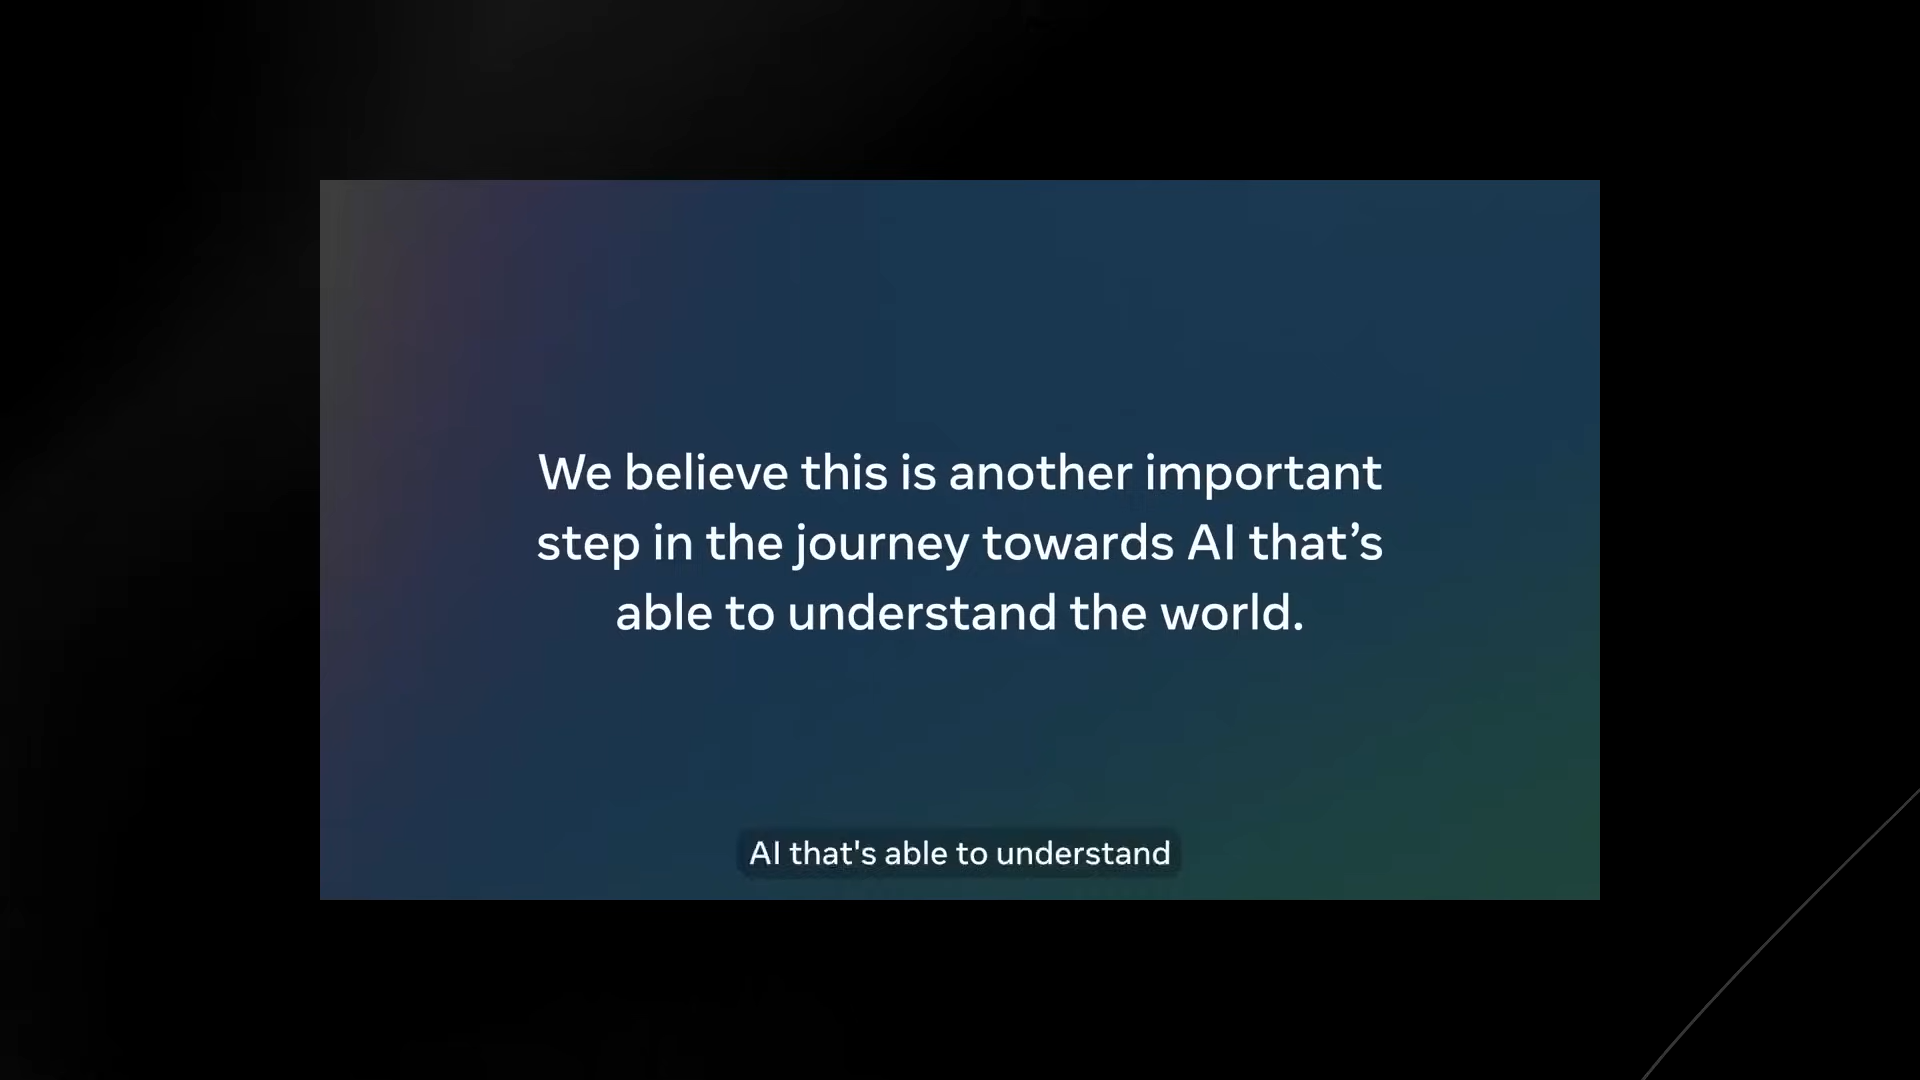 We believe this is another important
step in the journey towards AI that’s
able to understand the world.
AI that's able to understand